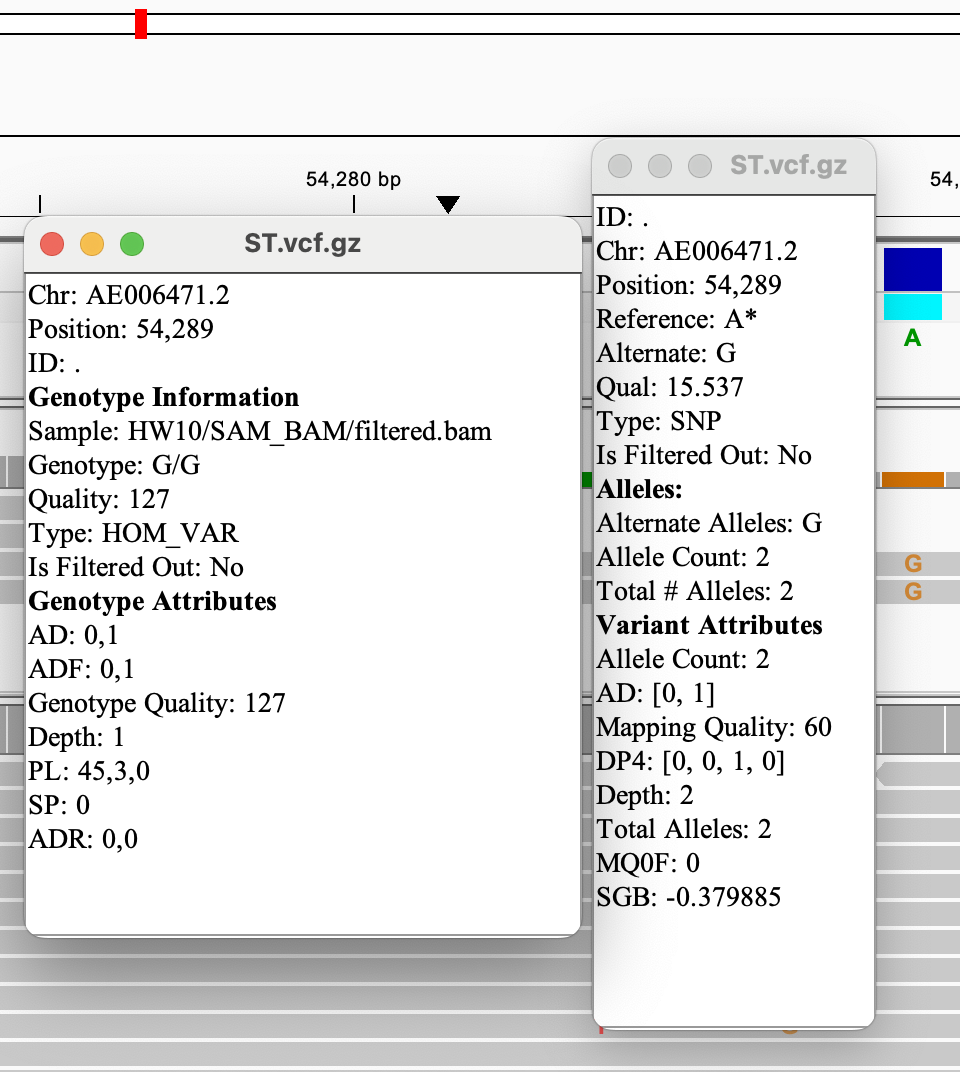 54,280 bp
54,
ST.vcf.gz
Chr: AE006471.2
Position: 54,289
ID: .
Genotype Information
Sample: HW10/SAM_BAM/filtered.bam
Genotype: G/G
Quality: 127
Type: HOM_VAR
Is Filtered Out: No
Genotype Attributes
AD: 0,1
ADF: 0,1
Genotype Quality: 127
Depth: 1
PL: 45,3,0
SP: 0
ADR: 0,0
ST.vcf.gz
ID: .
Chr: AE006471.2
Position: 54,289
Reference: A*
Alternate: G
Qual: 15.537
Type: SNP
Is Filtered Out: No
Alleles:
Alternate Alleles: G
Allele Count: 2
Total # Alleles: 2
Variant Attributes
Allele Count: 2
AD: [0, 1]
Mapping Quality: 60
DP4: [0, 0, 1, 0]
Depth: 2
Total Alleles: 2
MQ0F: 0
SGB: -0.379885
A
G
G